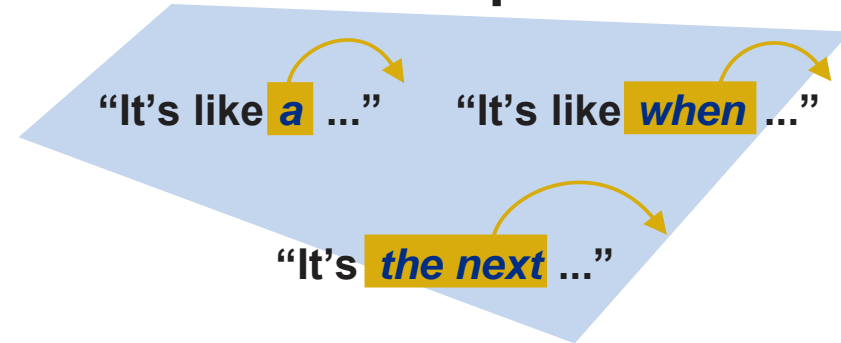 “It’s like a ...” “It’s like when ...”
“It’s the next ...”